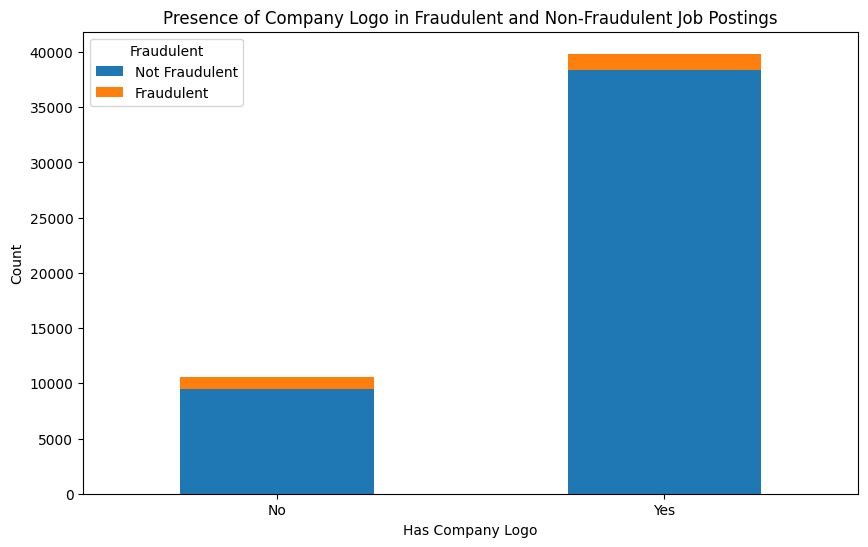 Presence of Company Logo in Fraudulent and Non-Fraudulent Job Postings
Fraudulent
Not Fraudulent
Fraudulent
40000
35000
30000
25000
20000
15000
10000
5000
0
Count
No
Yes
Has Company Logo